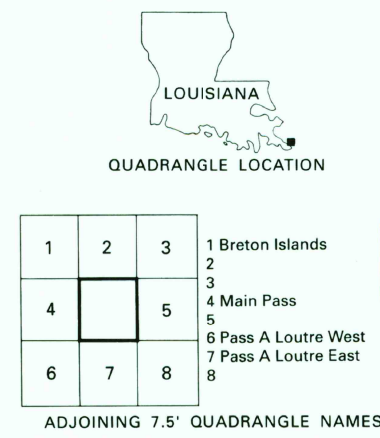 LOUISIANA
QUADRANGLE LOCATION
1 2 3
4 5
6 7 8
1 Breton Islands
2
3
4 Main Pass
5
6 Pass A Loutre West
7 Pass A Loutre East
8
ADJOINING 7.5' QUADRANGLE NAMES